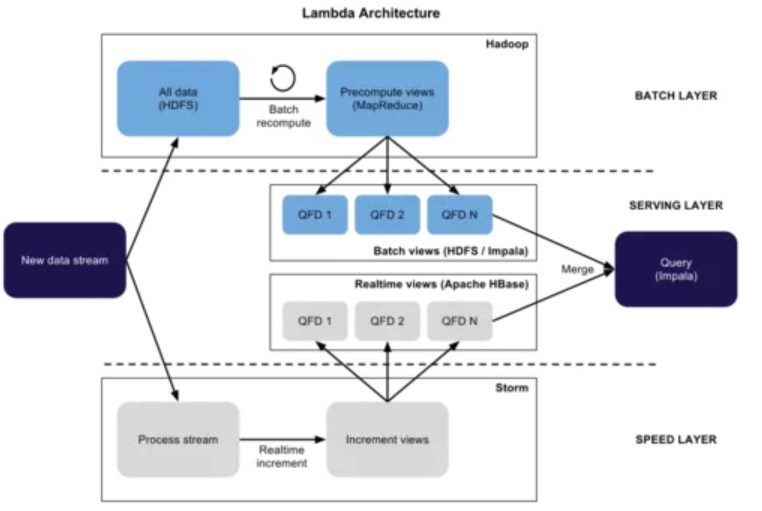 Lambda Architecture
Hadoop
All data
(HDFS)
Batch
recompute
Precompute views
(MapReduce)
BATCH LAYER
QFD 1
QFD 2
QFD N
Batch views (HDFS / Impala)
SERVING LAYER
New data stream
Realtime views (Apache HBase)
QFD 1
QFD 2
QFD N
Merge
Query
(Impala)
Storm
Process stream
Realtime
increment
Increment views
SPEED LAYER